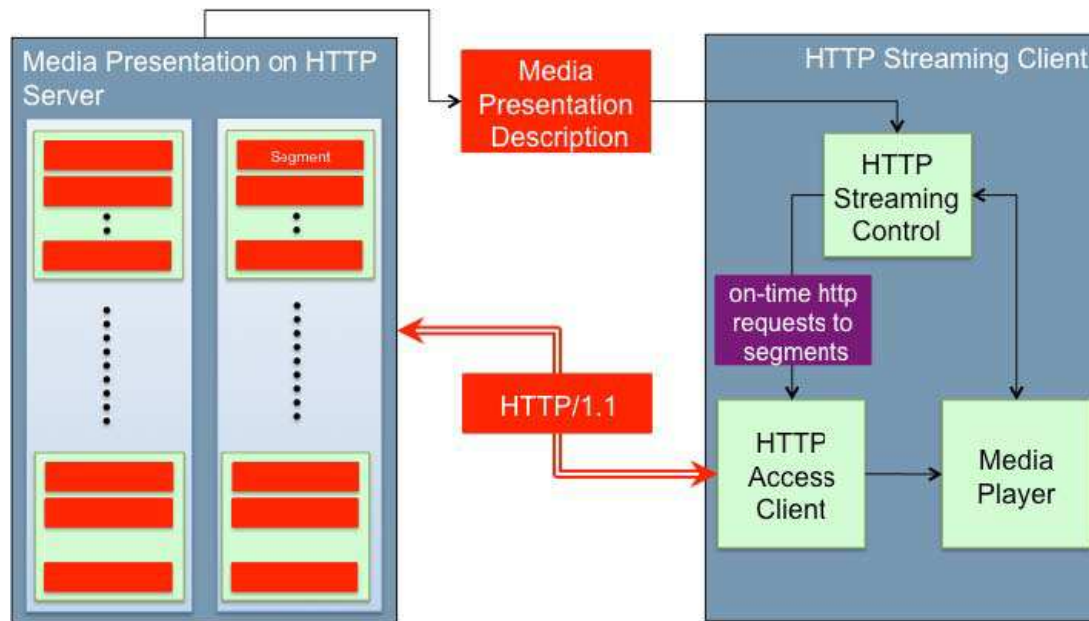 Media Presentation on HTTP
Server
Segment
Media
Presentation
Description
HTTP/1.1
HTTP Streaming Client
HTTP
Streaming
Control
on-time http
requests to
segments
HTTP
Access
Client
Media
Player